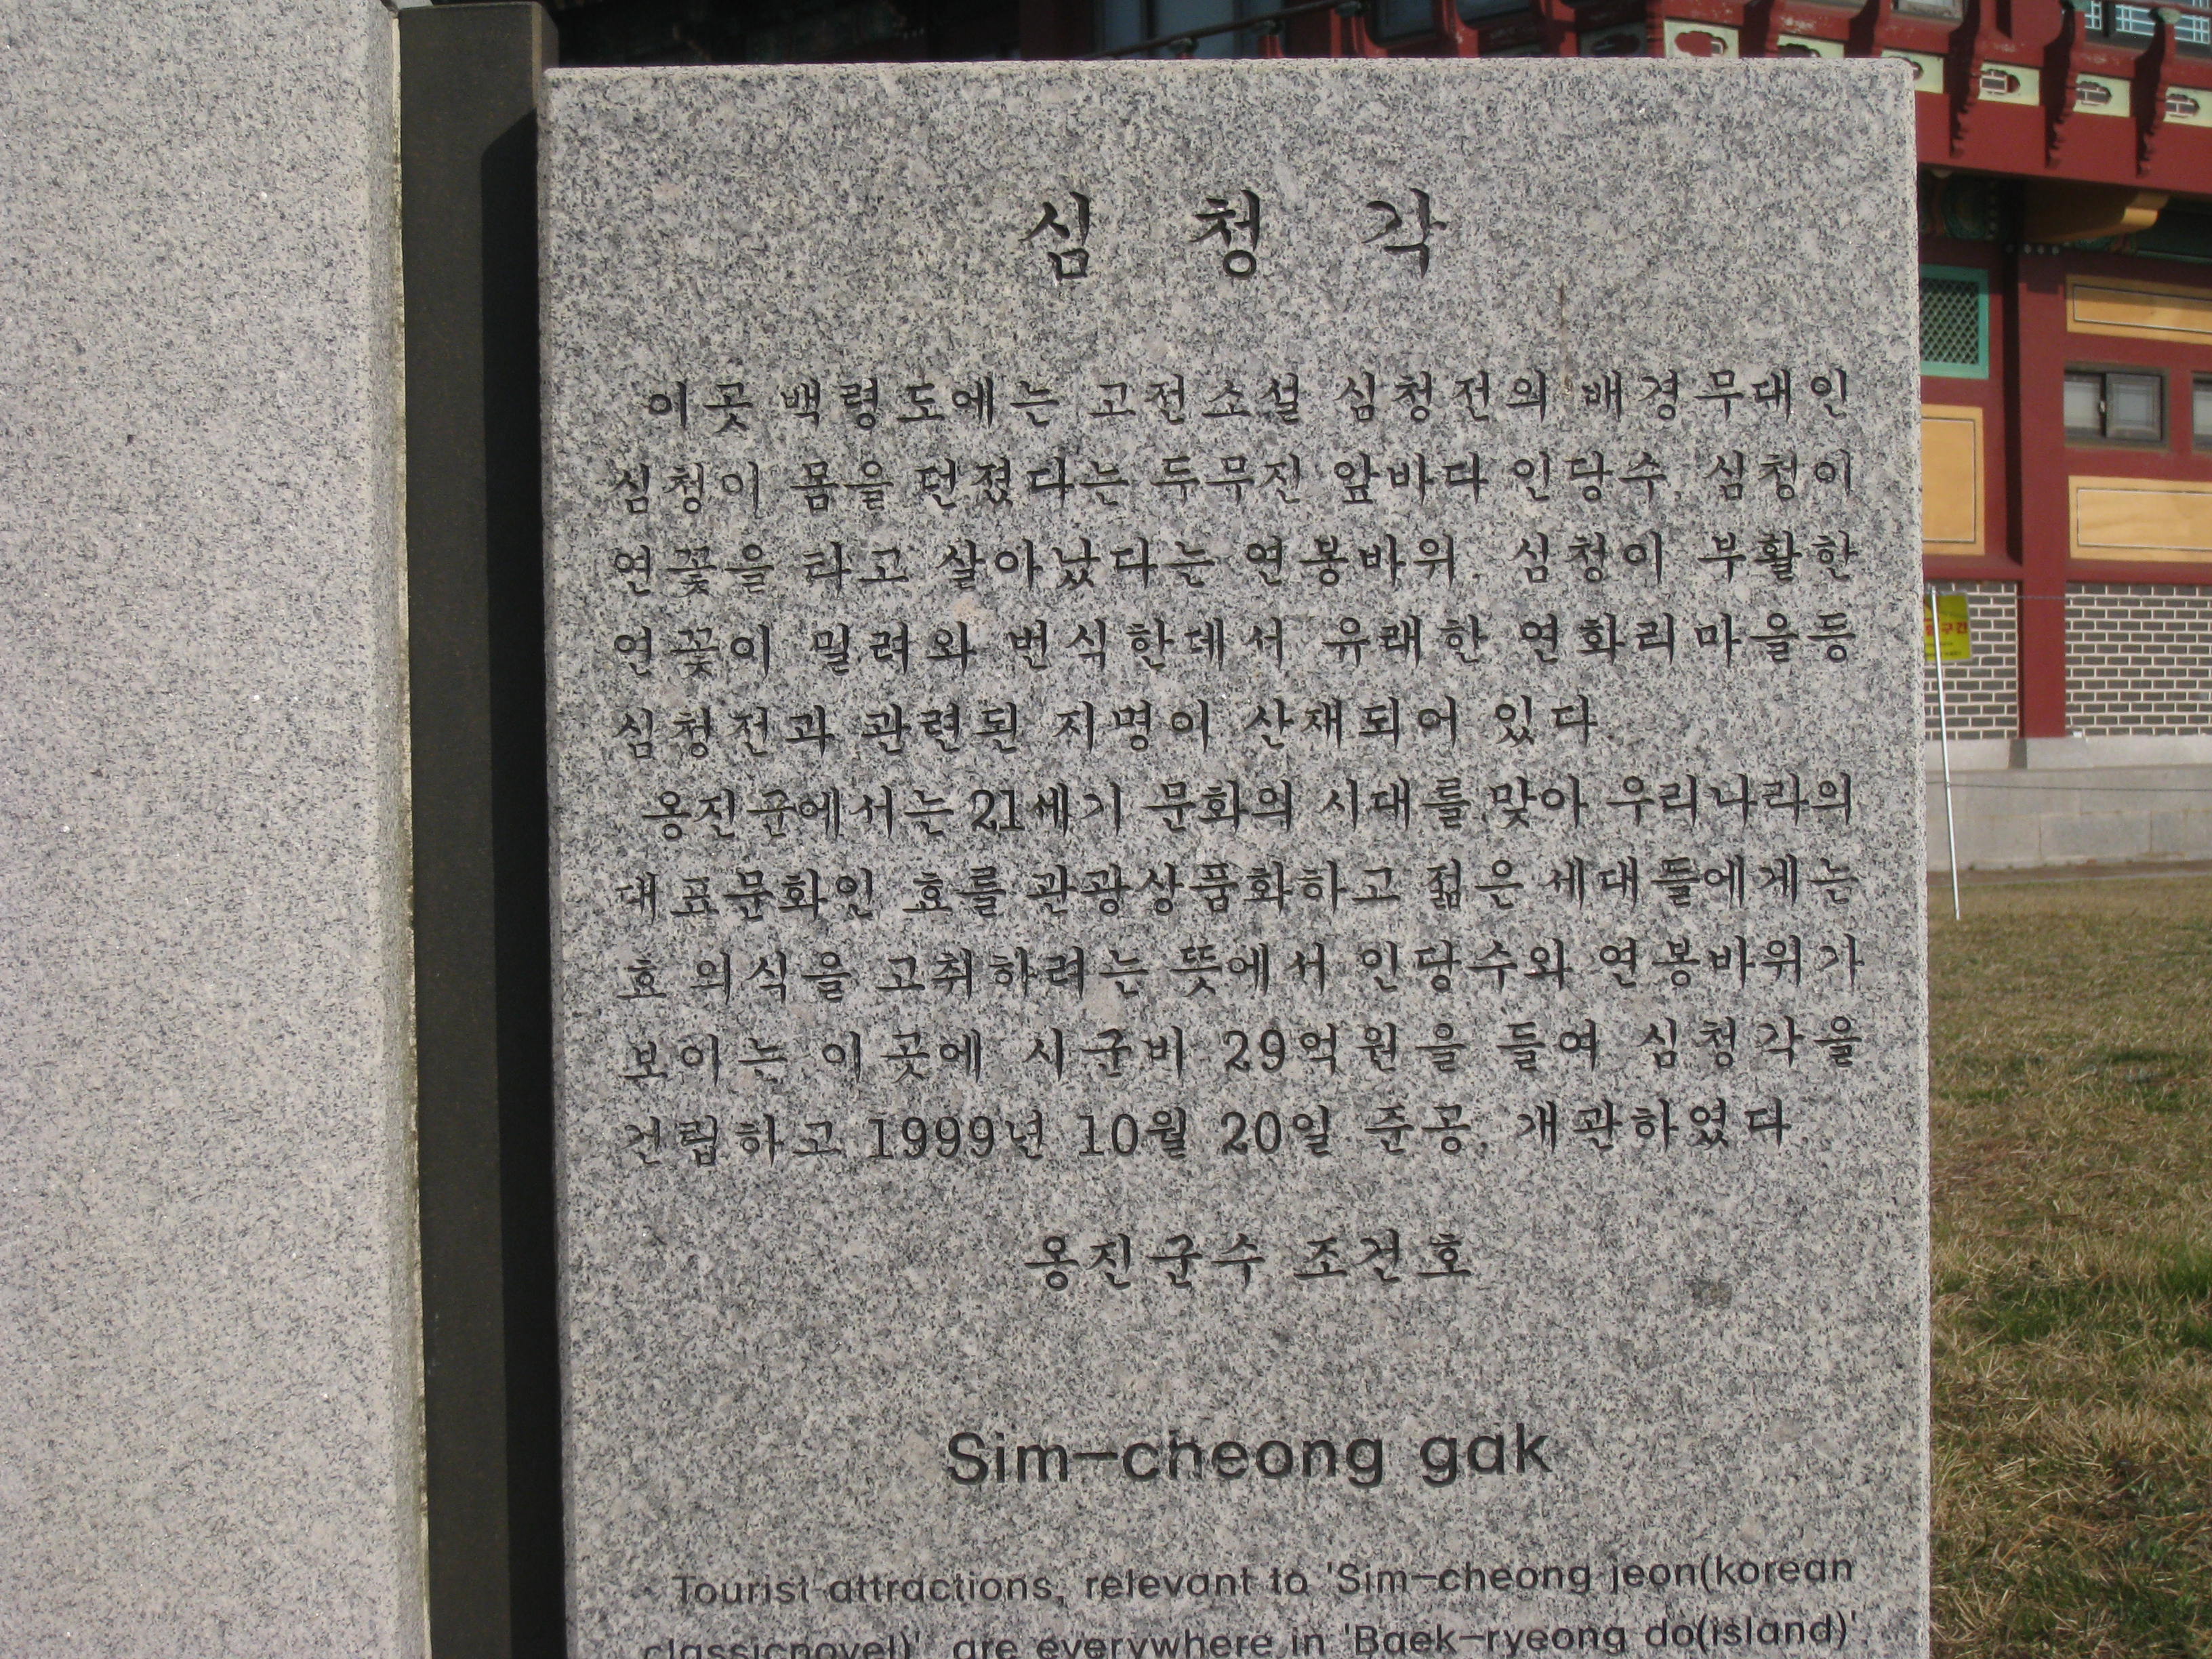 심 청 각
이곳 백령도에는 고전소설 심청전의 배경무대인
심청이 몸을 던졌다는 두무진 앞바다 인당수, 심청이
연꽃을 타고 살아났다는 연봉바위, 심청이 부활한
연꽃이 밀려와 번식한데서 유래한 연화리마을등
심청전과 관련된 지명이 산재되어 있다.
옹진군에서는 21세기 문화의 시대를 맞아 우리나라의
대표문화인 효를 관광상품화하고 젊은 세대들에게는
효 의식을 고취하려는 뜻에서 인당수와 연봉바위가
보이는 이곳에 시군비 29억원을 들여 심청각을
건립하고 1999년 10월 20일 준공, 개관하였다.
옹진군수 조건호
Sim-cheong gak
Tourist attractions, relevant to 'Sim-cheong jeon(korean
classicnovel)' are everywhere in 'Baek-ryeong do(island)'.
구간